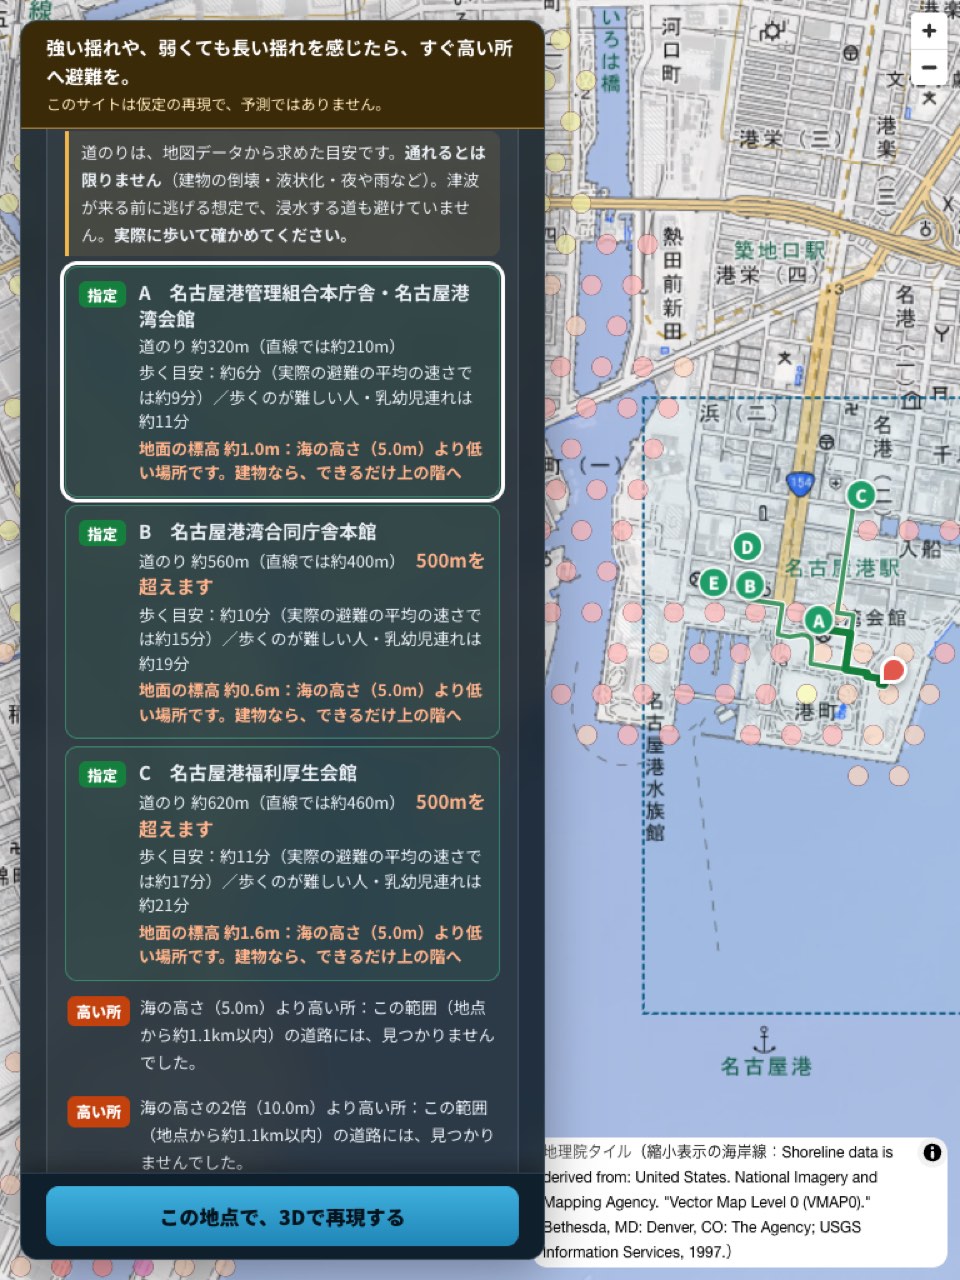 強い揺れや、弱くても長い揺れを感じたら、すぐ高い所
へ避難を。
このサイトは仮定の再現で、予測ではありません。
道のりは、地図データから求めた目安です。通れるとは
限りません（建物の倒壊・液状化・夜や雨など）。津波
が来る前に逃げる想定で、浸水する道も避けていませ
ん。実際に歩いて確かめてください。
指定
A 名古屋港管理組合本庁舎・名古屋港
湾会館
道のり 約320m（直線では約210m）
歩く目安：約6分（実際の避難の平均の速さで
は約9分）／歩くのが難しい人・乳幼児連れは
約11分
地面の標高 約1.0m：海の高さ（5.0m）より低
い場所です。建物なら、できるだけ上の階へ
指定
B 名古屋港湾合同庁舎本館
道のり 約560m（直線では約400m） 500mを
超えます
歩く目安：約10分（実際の避難の平均の速さで
は約15分）／歩くのが難しい人・乳幼児連れは
約19分
地面の標高 約0.6m：海の高さ（5.0m）より低
い場所です。建物なら、できるだけ上の階へ
指定
C 名古屋港福利厚生会館
道のり 約620m（直線では約460m） 500mを
超えます
歩く目安：約11分（実際の避難の平均の速さで
は約17分）／歩くのが難しい人・乳幼児連れは
約21分
地面の標高 約1.6m：海の高さ（5.0m）より低
い場所です。建物なら、できるだけ上の階へ
高い所
海の高さ（5.0m）より高い所：この範囲（地点
から約1.1km以内）の道路には、見つかりません
でした。
高い所
海の高さの2倍（10.0m）より高い所：この範囲
（地点から約1.1km以内）の道路には、見つかり
ませんでした。
この地点で、3Dで再現する
いろは橋
河口町
港栄（三）
港楽（三）
築地口駅
港栄（四）
熱田前新田
名港（一）
浜（二）
名港（二）
154
入船
名古屋港駅
湾会館
A
B
C
D
E
港町
名古屋港水族館
名古屋港
+
−
地理院タイル（縮小表示の海岸線：Shoreline data is
derived from: United States. National Imagery and
Mapping Agency. "Vector Map Level 0 (VMAP0)."
Bethesda, MD: Denver, CO: The Agency; USGS
Information Services, 1997.）